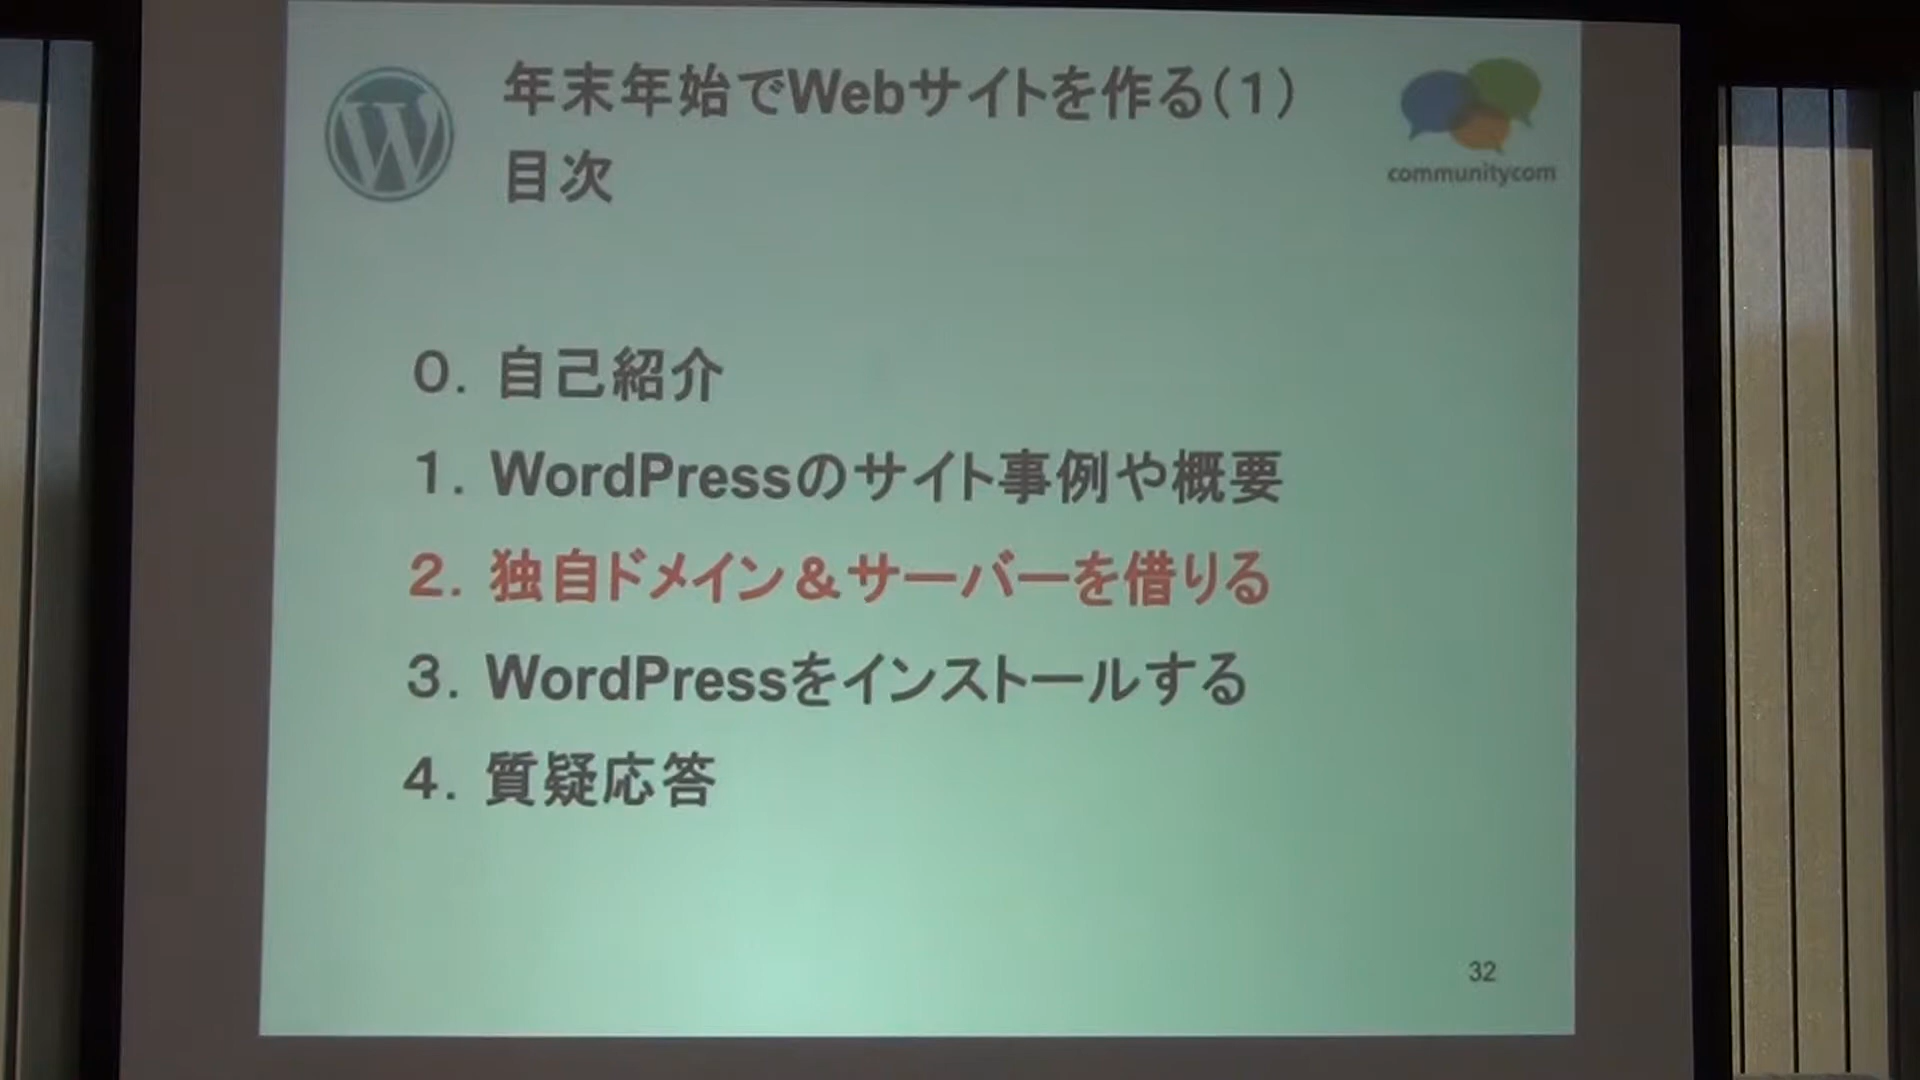 年末年始でWebサイトを作る(１)
目次
communitycom
０. 自己紹介
１. WordPressのサイト事例や概要
２. 独自ドメイン＆サーバーを借りる
３. WordPressをインストールする
４. 質疑応答
32